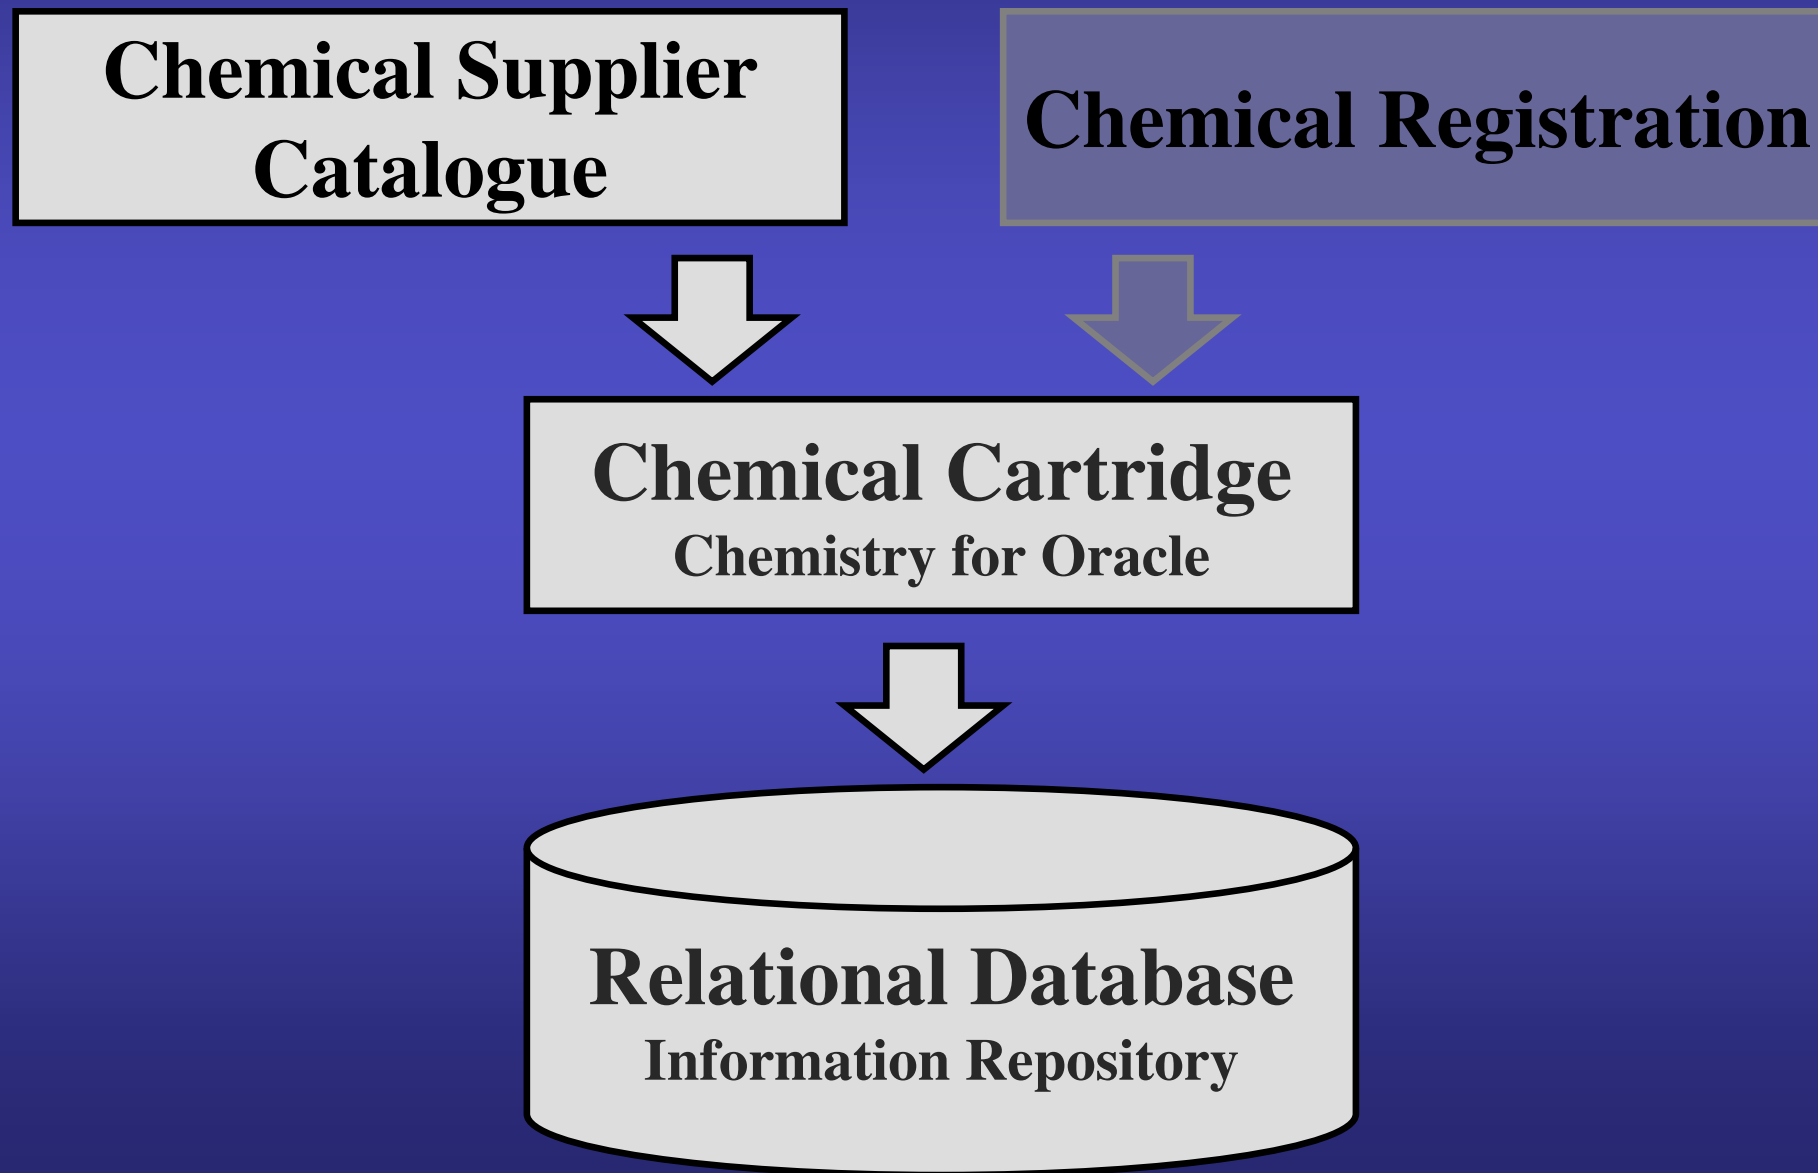 Chemical Supplier
Catalogue
Chemical Registration
Chemical Cartridge
Chemistry for Oracle
Relational Database
Information Repository